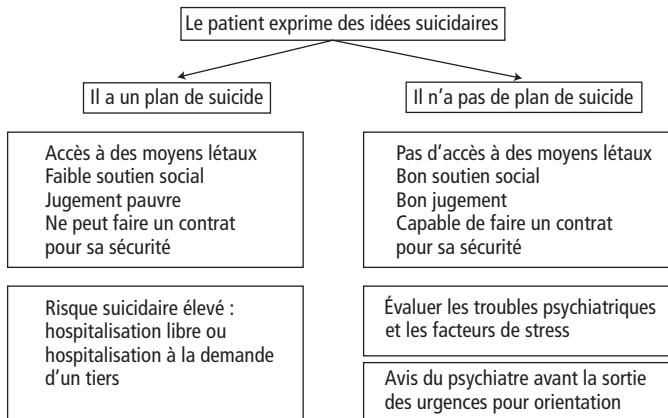 Le patient exprime des idées suicidaires
Il a un plan de suicide
Il n'a pas de plan de suicide
Accès à des moyens létaux
Faible soutien social
Jugement pauvre
Ne peut faire un contrat
pour sa sécurité
Pas d'accès à des moyens létaux
Bon soutien social
Bon jugement
Capable de faire un contrat
pour sa sécurité
Risque suicidaire élevé :
hospitalisation libre ou
hospitalisation à la demande
d'un tiers
Évaluer les troubles psychiatriques
et les facteurs de stress
Avis du psychiatre avant la sortie
des urgences pour orientation